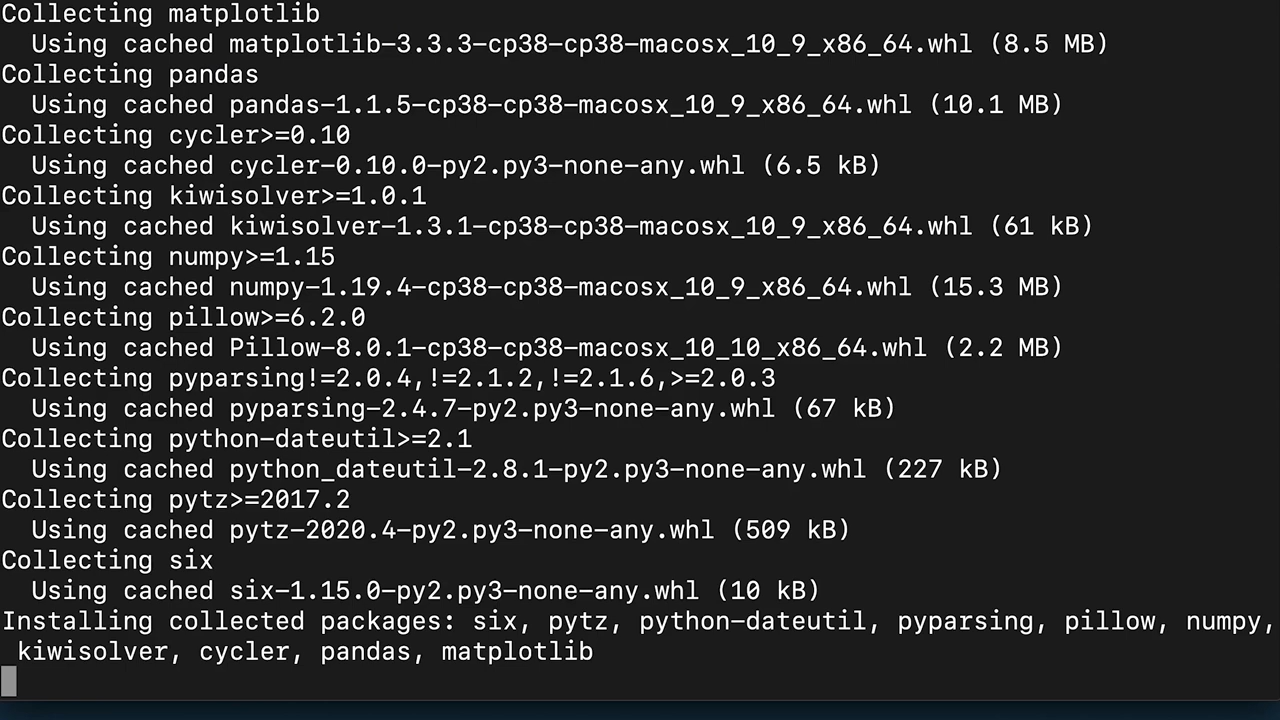 Collecting matplotlib
  Using cached matplotlib-3.3.3-cp38-cp38-macosx_10_9_x86_64.whl (8.5 MB)
Collecting pandas
  Using cached pandas-1.1.5-cp38-cp38-macosx_10_9_x86_64.whl (10.1 MB)
Collecting cycler>=0.10
  Using cached cycler-0.10.0-py2.py3-none-any.whl (6.5 kB)
Collecting kiwisolver>=1.0.1
  Using cached kiwisolver-1.3.1-cp38-cp38-macosx_10_9_x86_64.whl (61 kB)
Collecting numpy>=1.15
  Using cached numpy-1.19.4-cp38-cp38-macosx_10_9_x86_64.whl (15.3 MB)
Collecting pillow>=6.2.0
  Using cached Pillow-8.0.1-cp38-cp38-macosx_10_10_x86_64.whl (2.2 MB)
Collecting pyparsing!=2.0.4,!=2.1.2,!=2.1.6,>=2.0.3
  Using cached pyparsing-2.4.7-py2.py3-none-any.whl (67 kB)
Collecting python-dateutil>=2.1
  Using cached python_dateutil-2.8.1-py2.py3-none-any.whl (227 kB)
Collecting pytz>=2017.2
  Using cached pytz-2020.4-py2.py3-none-any.whl (509 kB)
Collecting six
  Using cached six-1.15.0-py2.py3-none-any.whl (10 kB)
Installing collected packages: six, pytz, python-dateutil, pyparsing, pillow, numpy,
 kiwisolver, cycler, pandas, matplotlib